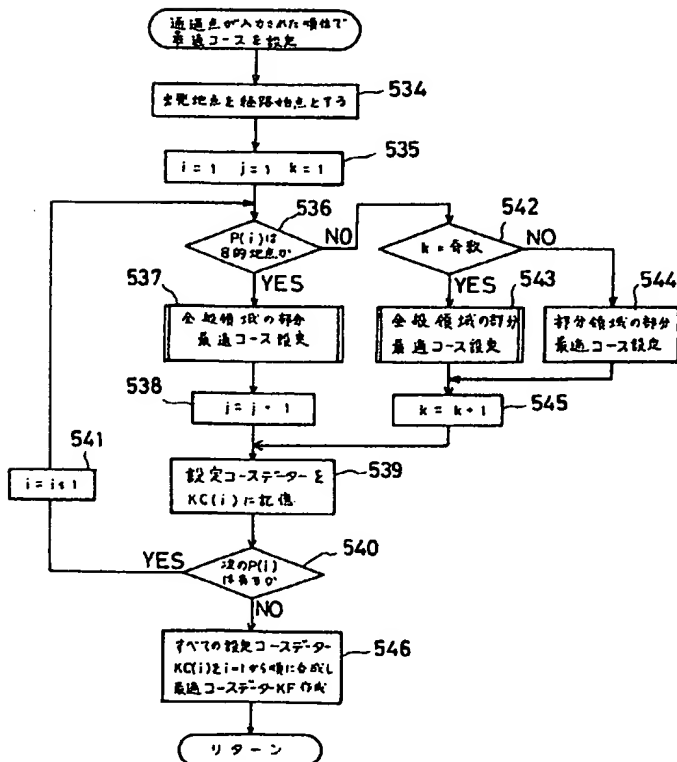 通過点が入力された順位で
最適コースを設定
出発地点を経路始点とする
534
i = 1 j = 1 k = 1
535
536
P(i)は
目的地点か
NO
YES
542
k = 奇数
NO
YES
537
全般領域の部分
最適コース設定
543
全般領域の部分
最適コース設定
544
部分領域の部分
最適コース設定
538
j = j + 1
k = k + 1
545
541
i = i + 1
設定コースデーターを
KC(i)に記憶
539
540
次のP(i)
はあるか
YES
NO
すべての設定コースデーター
KC(i)をi=1から順に合成し
最適コースデーターKF作成
546
リターン